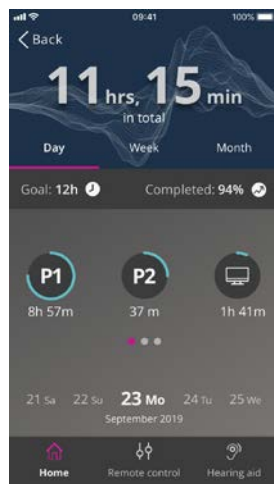 09:41
100%
Back
11 hrs, 15 min
in total
Day Week Month
Goal: 12h Completed: 94%
P1 P2
8h 57m 37 m 1h 41m
21 Sa 22 Su 23 Mo 24 Tu 25 We
September 2019
Home Remote control Hearing aid